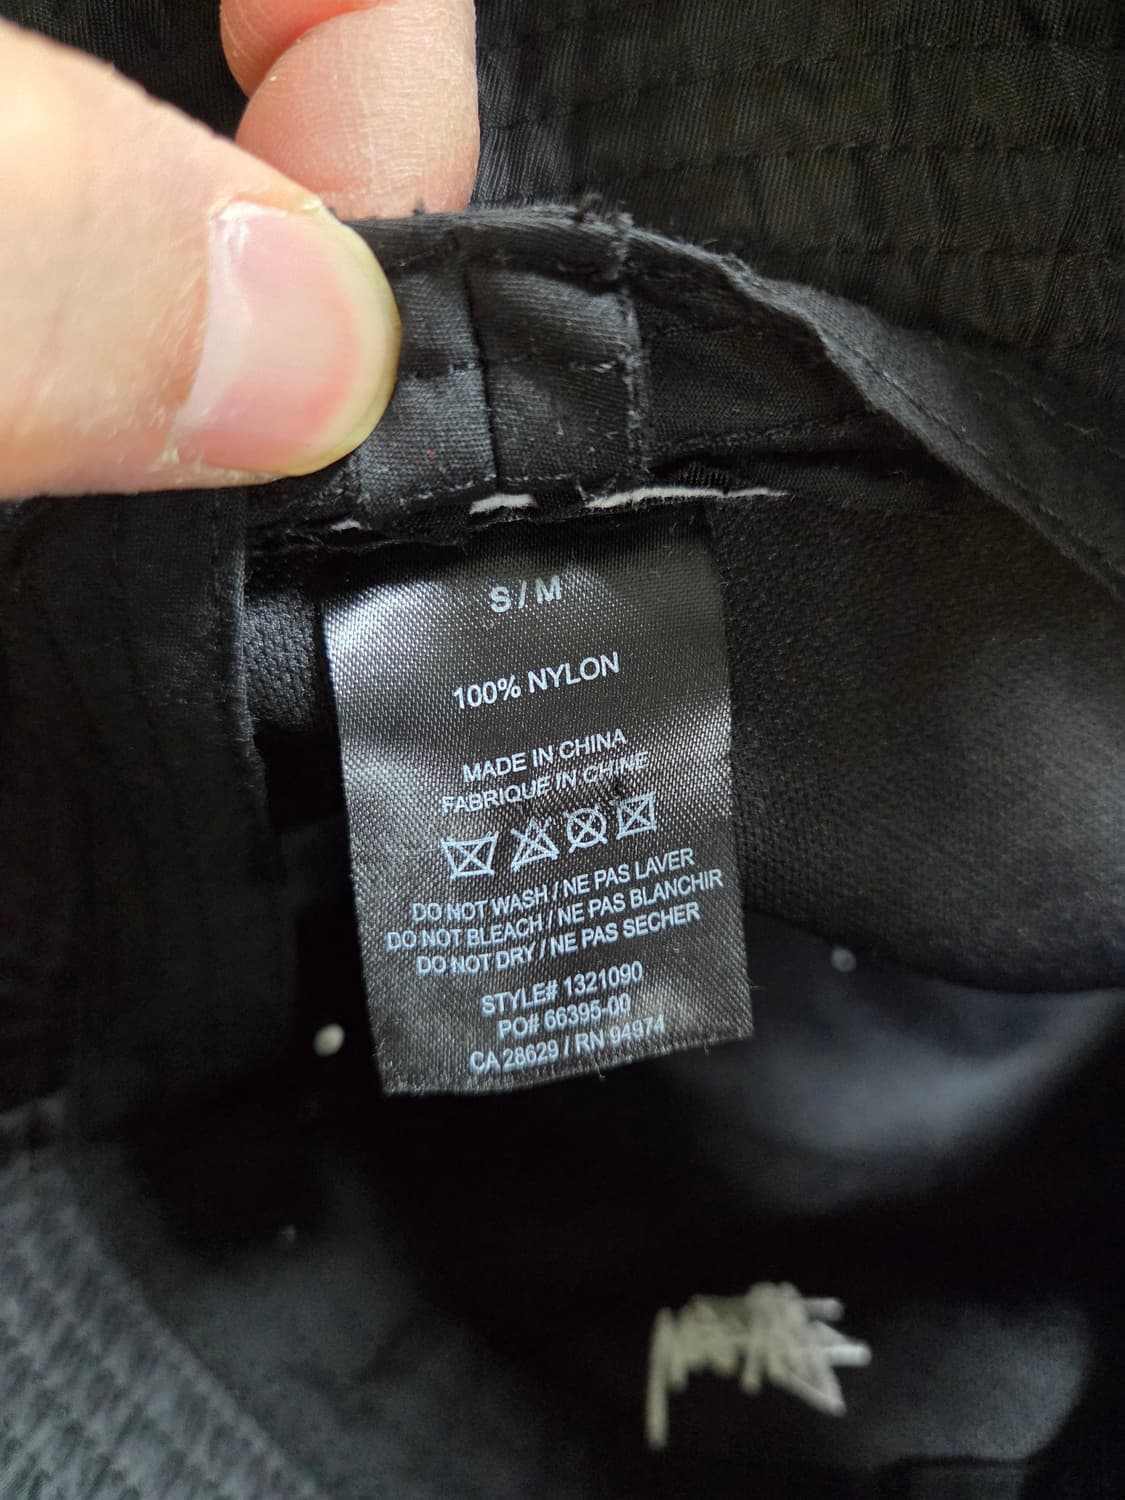 S / M
100% NYLON
MADE IN CHINA
FABRIQUE IN CHINE
DO NOT WASH / NE PAS LAVER
DO NOT BLEACH / NE PAS BLANCHIR
DO NOT DRY / NE PAS SECHER
STYLE# 1321090
PO# 66395-00
CA 28629 / RN 94974